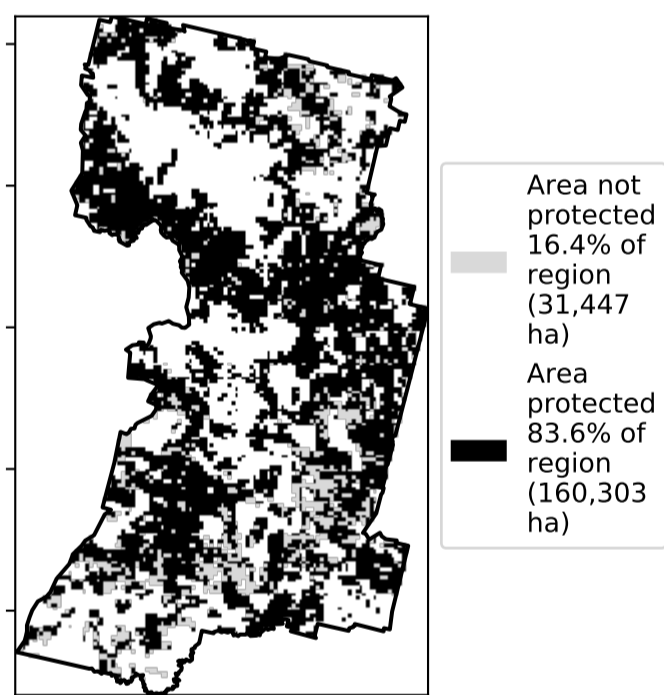 Area not
protected
16.4% of
region
(31,447
ha)
Area
protected
83.6% of
region
(160,303
ha)